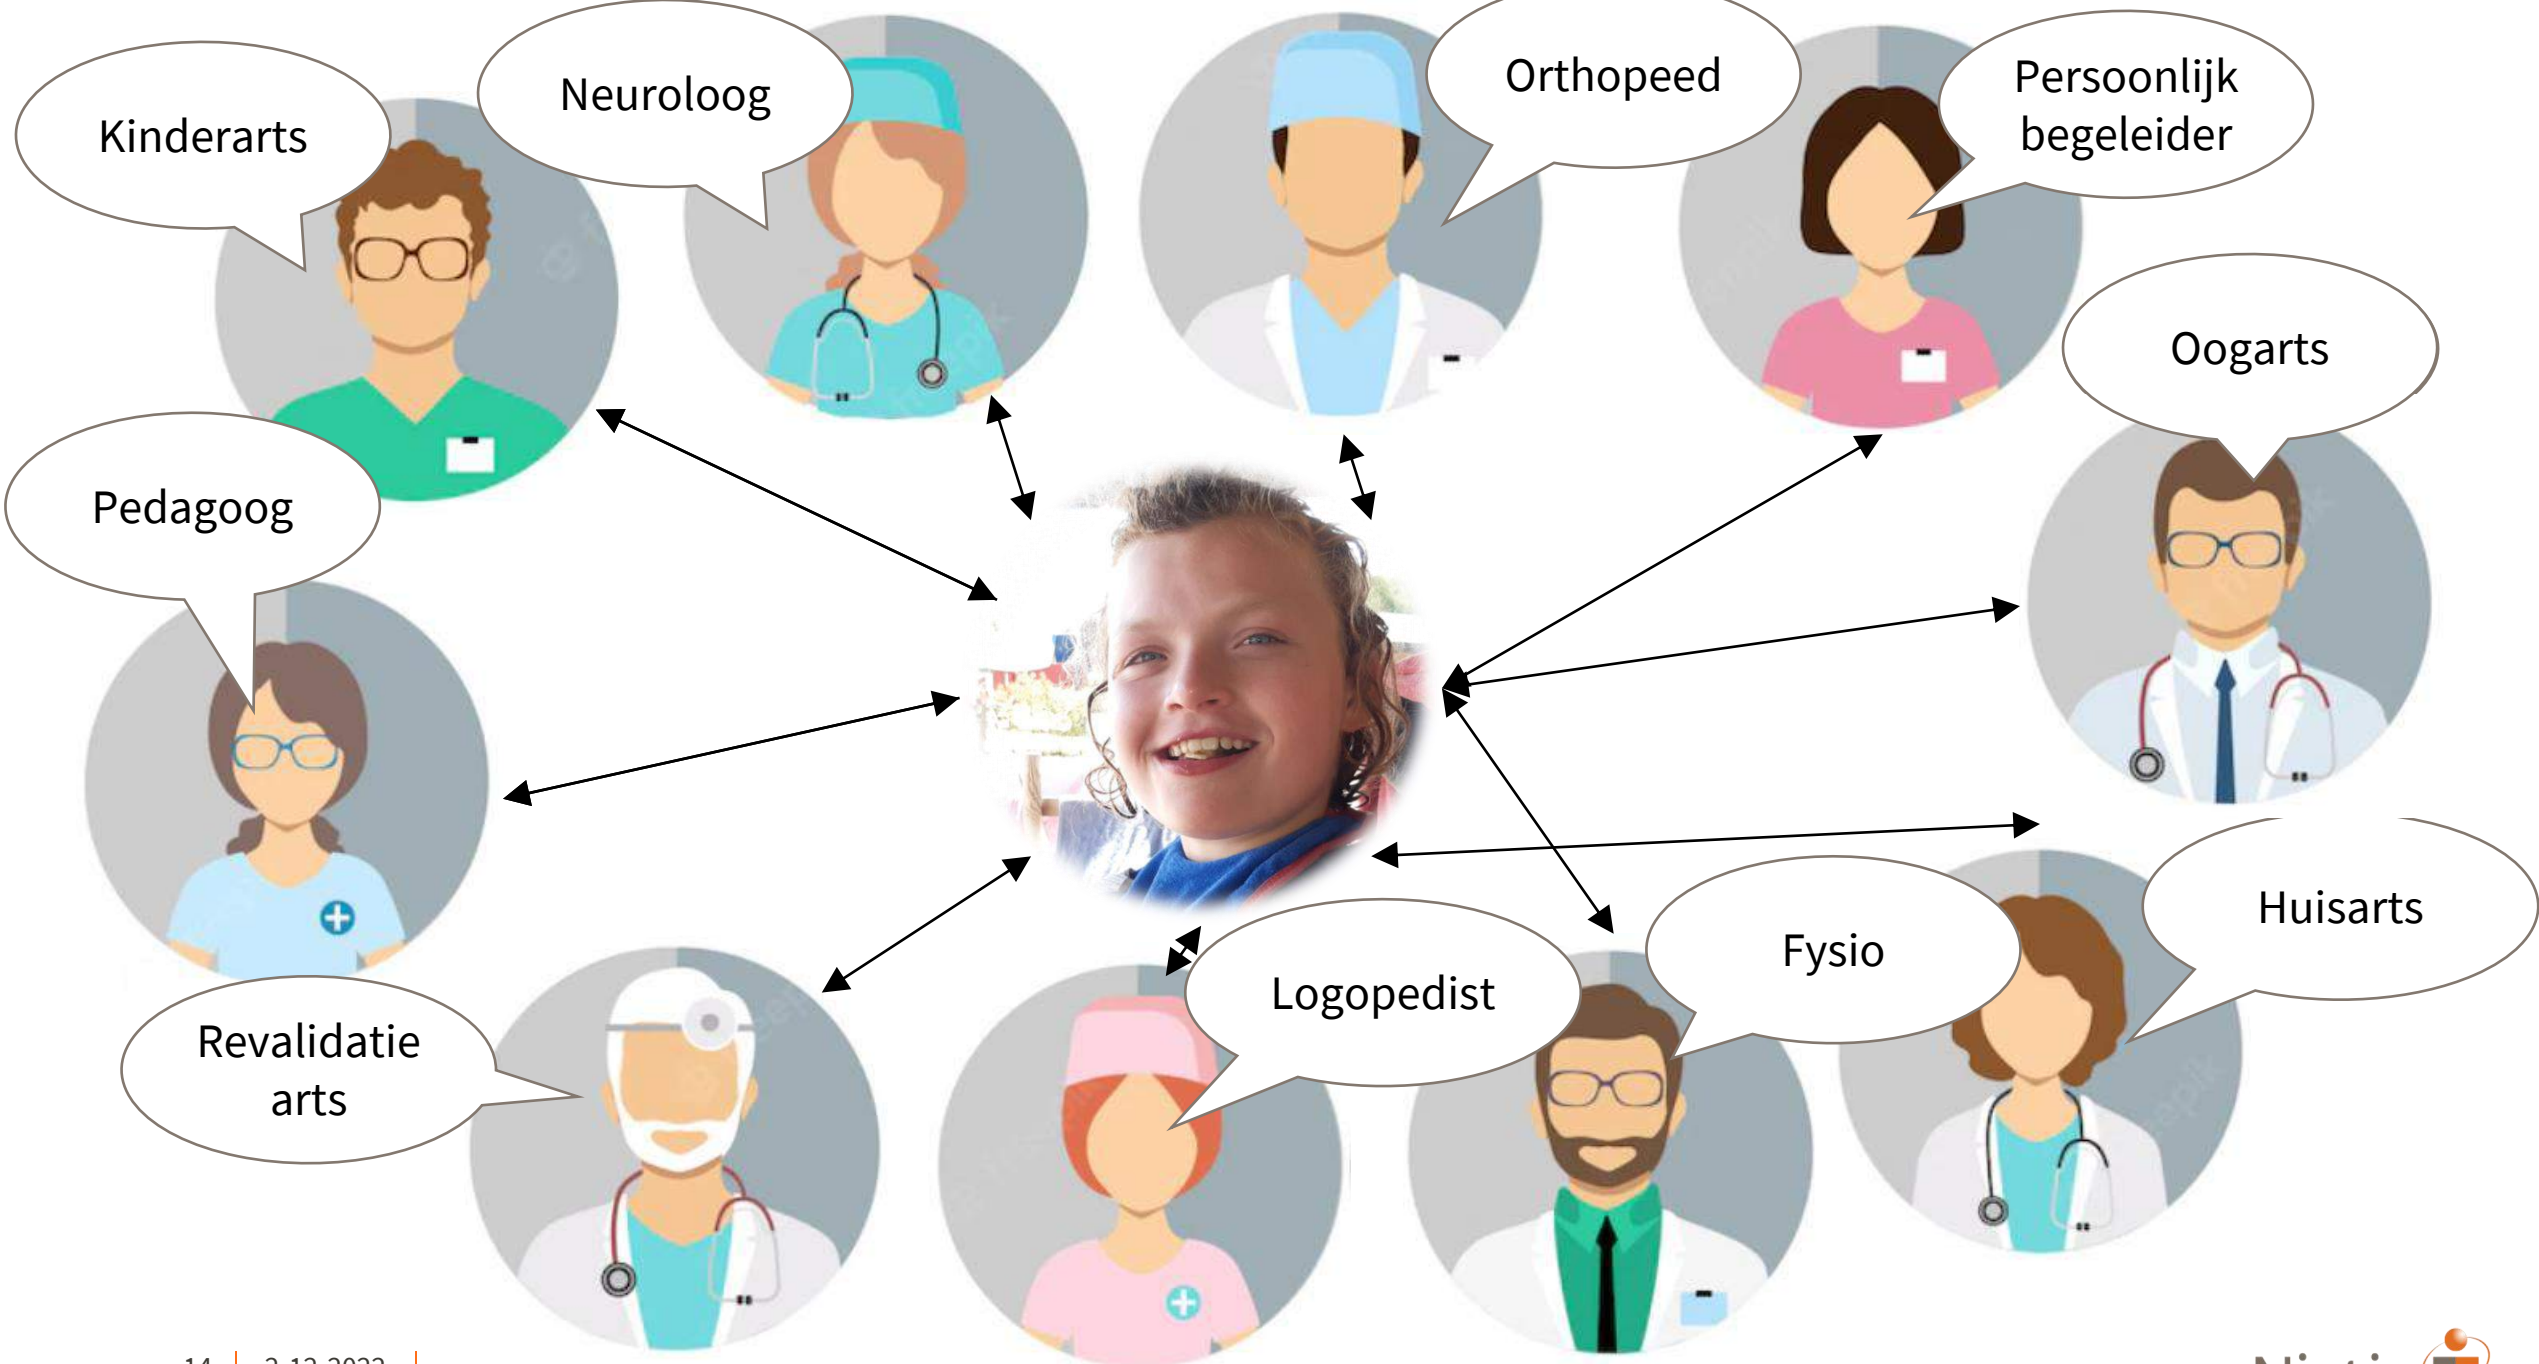 Kinderarts
Neuroloog
Orthopeed
Persoonlijk
begeleider
Oogarts
Pedagoog
Huisarts
Fysio
Logopedist
Revalidatie
arts